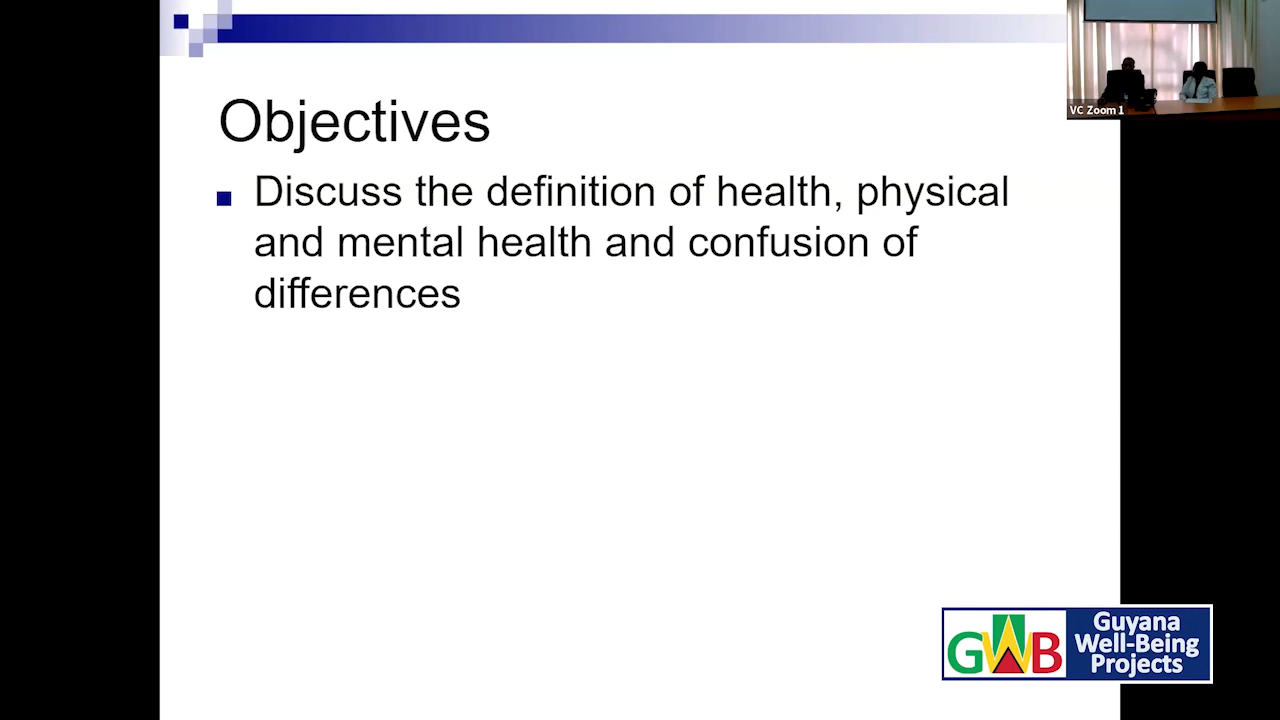 VC Zoom 1
Objectives
Discuss the definition of health, physical
and mental health and confusion of
differences
GWB
Guyana
Well-Being
Projects